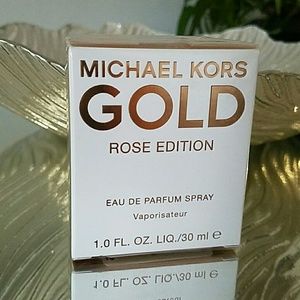 MICHAEL KORS
GOLD
ROSE EDITION
EAU DE PARFUM SPRAY
Vaporisateur
1.0 FL. OZ. LIQ./30 ml e